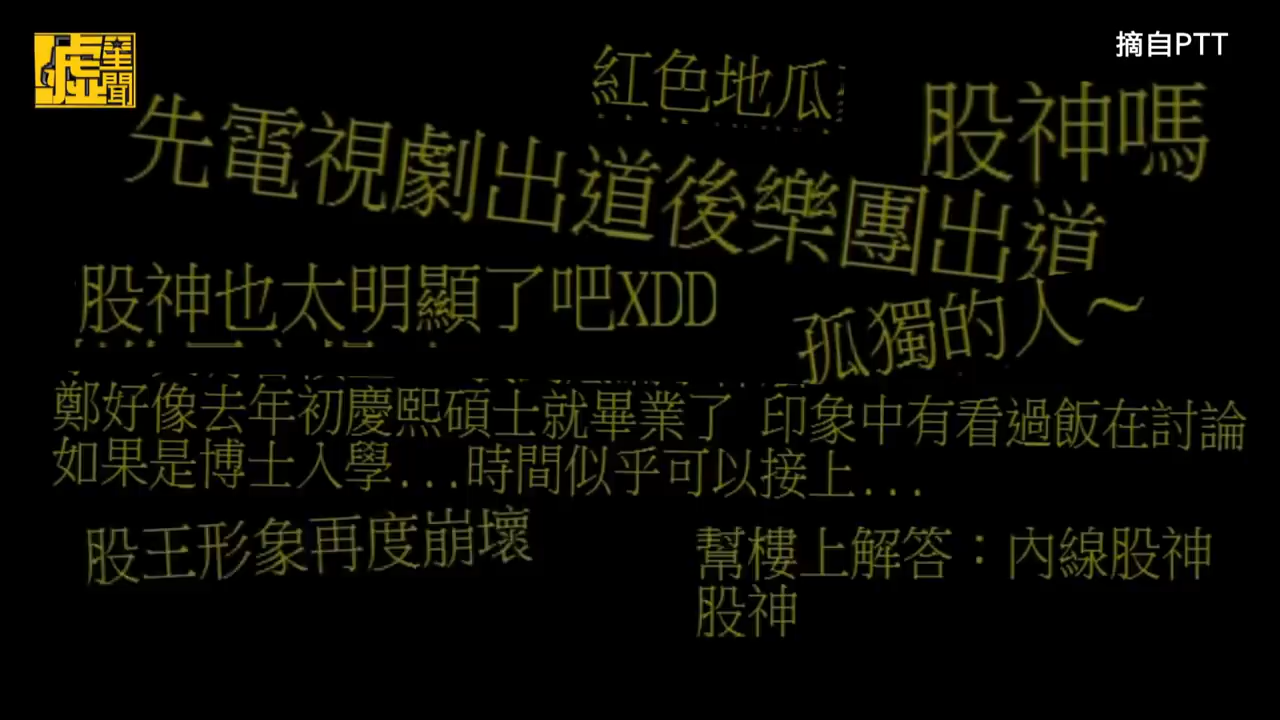 噓星聞
摘自PTT
紅色地瓜
股神嗎
先電視劇出道後樂團出道
股神也太明顯了吧XDD
孤獨的人~
鄭好像去年初慶熙碩士就畢業了 印象中有看過飯在討論
如果是博士入學...時間似乎可以接上...
股王形象再度崩壞
幫樓上解答：內線股神
股神